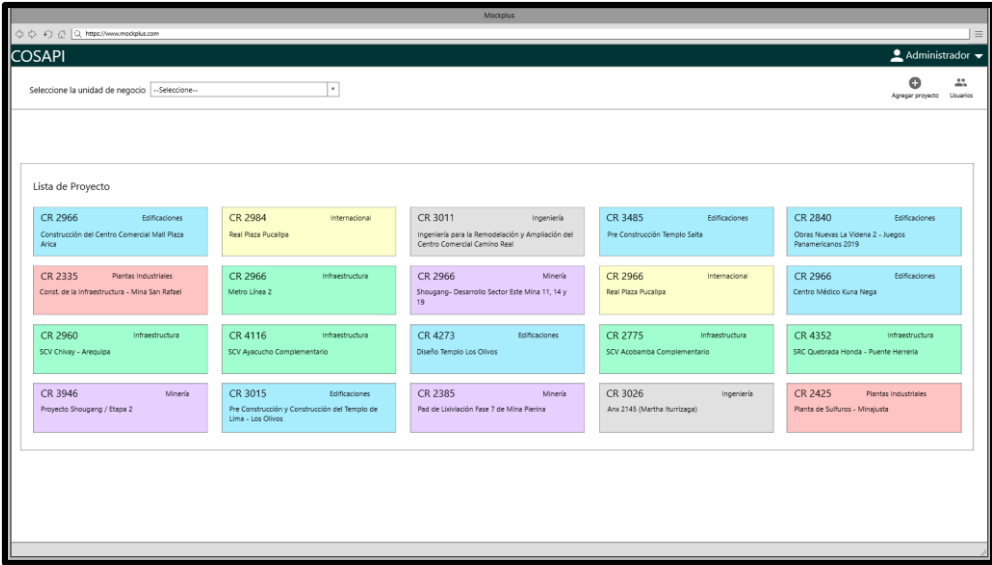 Mockplus
https://www.mockplus.com
COSAPI
Administrador
Seleccione la unidad de negocio
--Seleccione--
Agregar proyecto
Usuarios
Lista de Proyecto
CR 2966
Edificaciones
Construcción del Centro Comercial Mall Plaza
Arica
CR 2984
Internacional
Real Plaza Pucallpa
CR 3011
Ingeniería
Ingeniería para la Remodelación y Ampliación del
Centro Comercial Camino Real
CR 3485
Edificaciones
Pre Construcción Templo Salta
CR 2840
Edificaciones
Obras Nuevas La Videna 2 - Juegos
Panamericanos 2019
CR 2335
Plantas Industriales
Const. de la Infraestructura - Mina San Rafael
CR 2966
Infraestructura
Metro Línea 2
CR 2966
Minería
Shougang- Desarrollo Sector Este Mina 11, 14 y
19
CR 2966
Internacional
Real Plaza Pucallpa
CR 2966
Edificaciones
Centro Médico Kuna Nega
CR 2960
Infraestructura
SCV Chivay - Arequipa
CR 4116
Infraestructura
SCV Ayacucho Complementario
CR 4273
Edificaciones
Diseño Templo Los Olivos
CR 2775
Infraestructura
SCV Acobamba Complementario
CR 4352
Infraestructura
SRC Quebrada Honda - Puente Herrería
CR 3946
Minería
Proyecto Shougang / Etapa 2
CR 3015
Edificaciones
Pre Construcción y Construcción del Templo de
Lima - Los Olivos
CR 2385
Minería
Pad de Lixiviación Fase 7 de Mina Pierina
CR 3026
Ingeniería
Anx 2145 (Martha Iturrizaga)
CR 2425
Plantas Industriales
Planta de Sulfuros - Minajusta